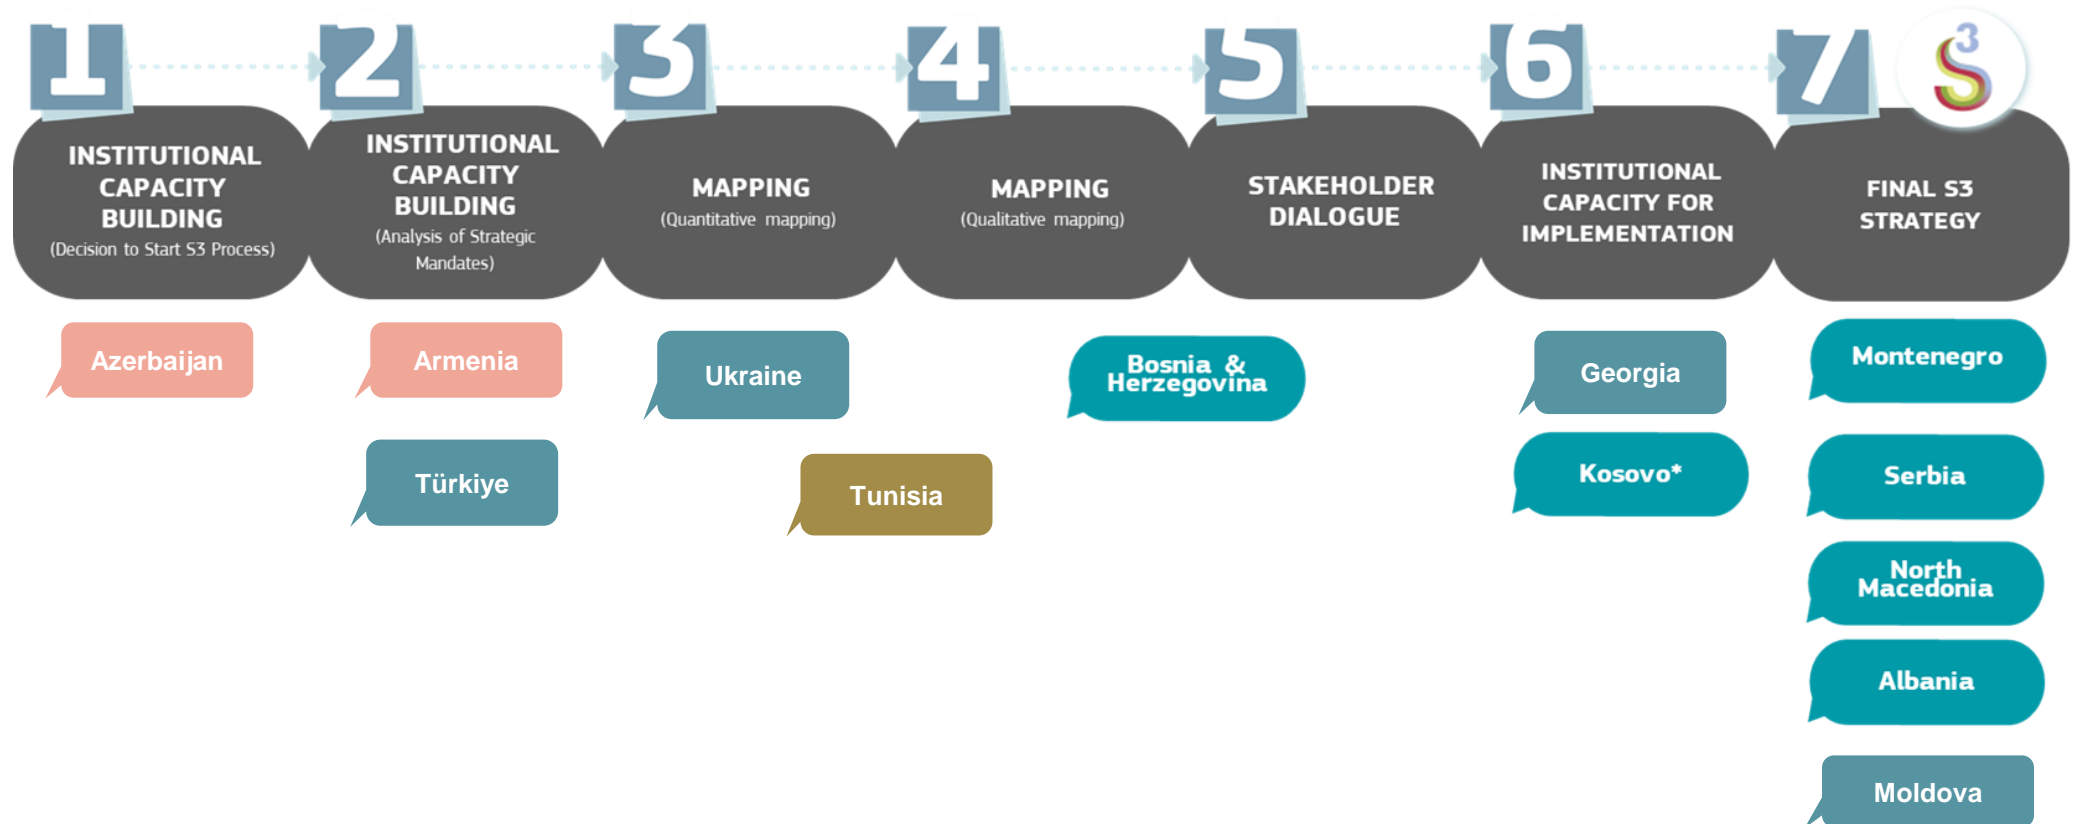 1
2
3
4
5
6
7
S3
INSTITUTIONAL
CAPACITY
BUILDING
(Decision to Start S3 Process)
INSTITUTIONAL
CAPACITY
BUILDING
(Analysis of Strategic
Mandates)
MAPPING
(Quantitative mapping)
MAPPING
(Qualitative mapping)
STAKEHOLDER
DIALOGUE
INSTITUTIONAL
CAPACITY FOR
IMPLEMENTATION
FINAL S3
STRATEGY
Azerbaijan
Armenia
Türkiye
Ukraine
Tunisia
Bosnia &
Herzegovina
Georgia
Kosovo*
Montenegro
Serbia
North
Macedonia
Albania
Moldova